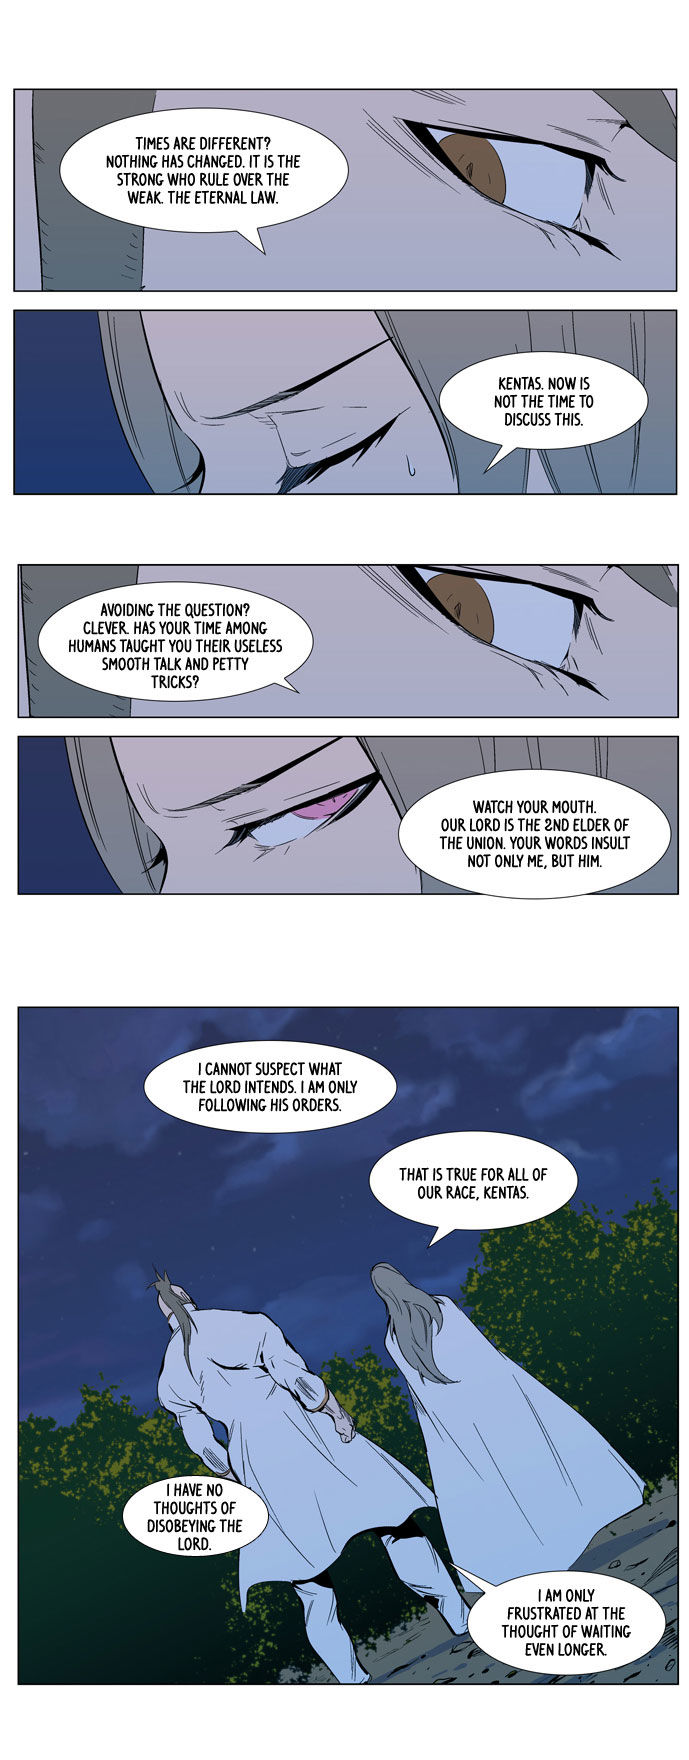 TIMES ARE DIFFERENT?
NOTHING HAS CHANGED. IT IS THE
STRONG WHO RULE OVER THE
WEAK. THE ETERNAL LAW.
KENTAS. NOW IS
NOT THE TIME TO
DISCUSS THIS.
AVOIDING THE QUESTION?
CLEVER. HAS YOUR TIME AMONG
HUMANS TAUGHT YOU THEIR USELESS
SMOOTH TALK AND PETTY
TRICKS?
WATCH YOUR MOUTH.
OUR LORD IS THE 2ND ELDER OF
THE UNION. YOUR WORDS INSULT
NOT ONLY ME, BUT HIM.
I CANNOT SUSPECT WHAT
THE LORD INTENDS. I AM ONLY
FOLLOWING HIS ORDERS.
THAT IS TRUE FOR ALL OF
OUR RACE, KENTAS.
I HAVE NO
THOUGHTS OF
DISOBEYING THE
LORD.
I AM ONLY
FRUSTRATED AT THE
THOUGHT OF WAITING
EVEN LONGER.